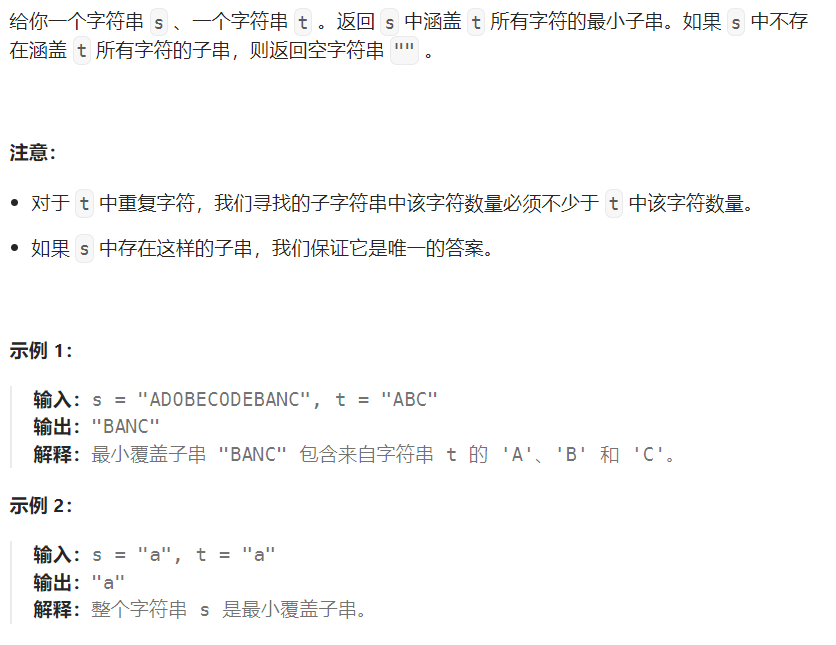 给你一个字符串 s 、一个字符串 t 。返回 s 中涵盖 t 所有字符的最小子串。如果 s 中不存
在涵盖 t 所有字符的子串，则返回空字符串 "" 。
注意：
• 对于 t 中重复字符，我们寻找的子字符串中该字符数量必须不少于 t 中该字符数量。
• 如果 s 中存在这样的子串，我们保证它是唯一的答案。
示例 1：
输入：s = "ADOBECODEBANC", t = "ABC"
输出："BANC"
解释：最小覆盖子串 "BANC" 包含来自字符串 t 的 'A'、'B' 和 'C'。
示例 2：
输入：s = "a", t = "a"
输出："a"
解释：整个字符串 s 是最小覆盖子串。